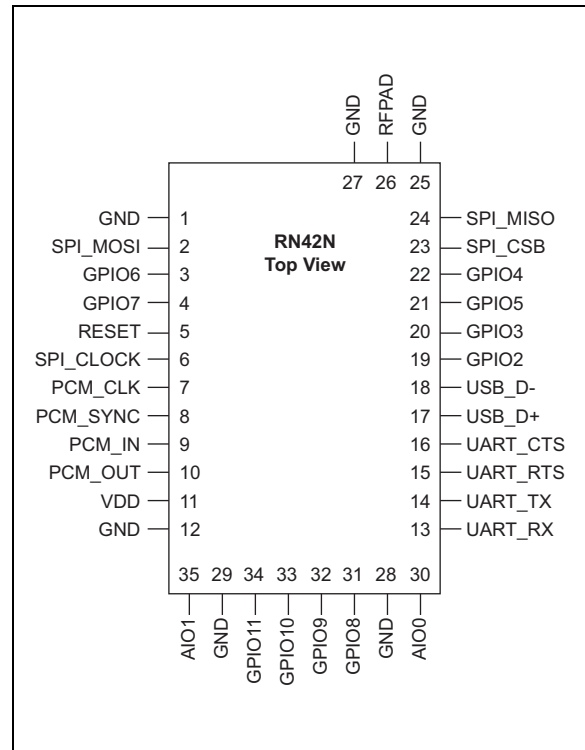 GND RFPAD GND
27 26 25
RN42N
Top View
GND 1
SPI_MOSI 2
GPIO6 3
GPIO7 4
RESET 5
SPI_CLOCK 6
PCM_CLK 7
PCM_SYNC 8
PCM_IN 9
PCM_OUT 10
VDD 11
GND 12
24 SPI_MISO
23 SPI_CSB
22 GPIO4
21 GPIO5
20 GPIO3
19 GPIO2
18 USB_D-
17 USB_D+
16 UART_CTS
15 UART_RTS
14 UART_TX
13 UART_RX
35 29 34 33 32 31 28 30
AIO1 GND GPIO11 GPIO10 GPIO9 GPIO8 GND AIO0